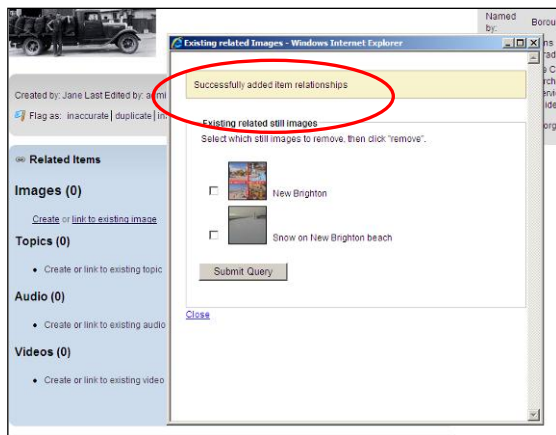 Named
by:
Borou
Existing related Images - Windows Internet Explorer
Successfully added item relationships
Created by: Jane Last Edited by: admi
Flag as: inaccurate | duplicate | in
Existing related still images
Select which still images to remove, then click "remove".
Related Items
Images (0)
New Brighton
Create or link to existing image
Snow on New Brighton beach
Topics (0)
Create or link to existing topic
Submit Query
Audio (0)
Close
Create or link to existing audio
Videos (0)
Create or link to existing video